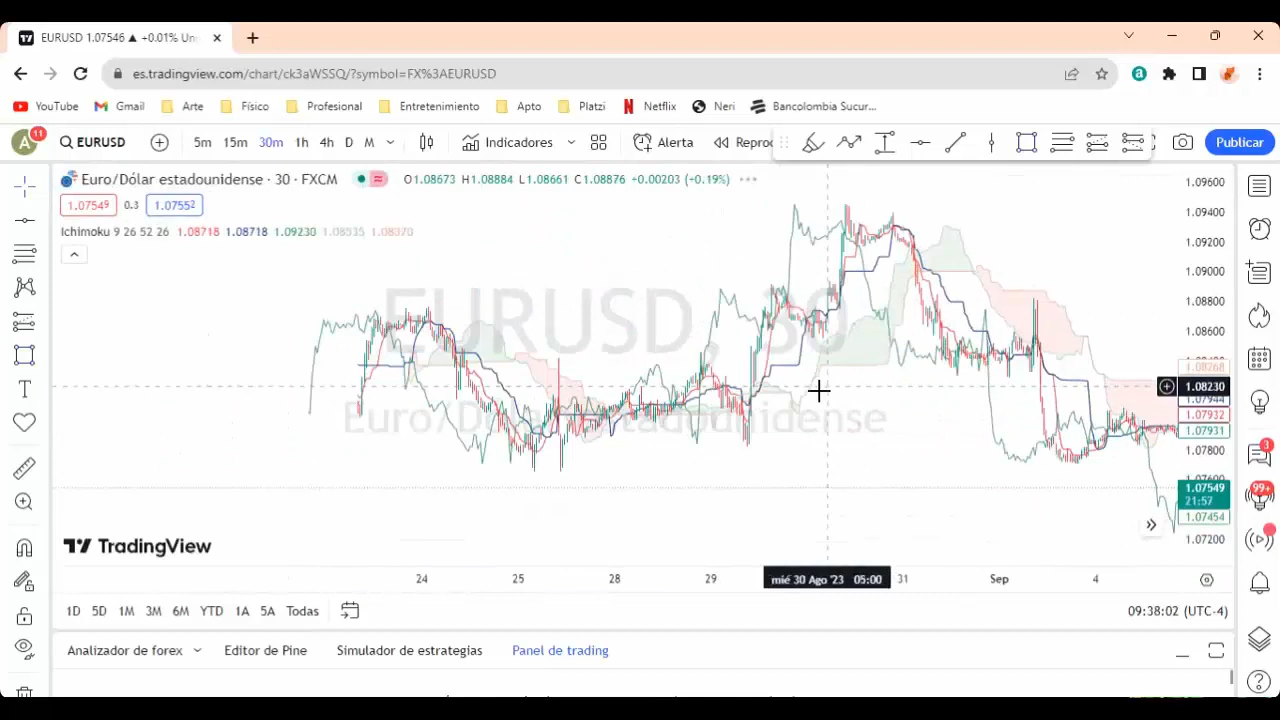 EURUSD 1.07546 ▲ +0.01% Un
es.tradingview.com/chart/ck3aWSSQ/?symbol=FX%3AEURUSD
YouTube Gmail Arte Físico Profesional Entretenimiento Apto Platzi Netflix Neri Bancolombia Sucur...
A 11 EURUSD 5m 15m 30m 1h 4h D M Indicadores Alerta Reproc Publicar
Euro/Dólar estadounidense · 30 · FXCM O1.08673 H1.08884 L1.08661 C1.08876 +0.00203 (+0.19%)
1.07549 0.3 1.07552
Ichimoku 9 26 52 26 1.08718 1.08718 1.09230 1.08535
EURUSD, 30
Euro/Dólar estadounidense
1.09600
1.09400
1.09200
1.09000
1.08800
1.08600
1.08268
1.08230
1.07944
1.07932
1.07931
1.07800
1.07549
21:57
1.07454
1.07200
3
99+
TradingView
24 25 28 29 mié 30 Ago '23 05:00 31 Sep 4
1D 5D 1M 3M 6M YTD 1A 5A Todas 09:38:02 (UTC-4)
Analizador de forex Editor de Pine Simulador de estrategias Panel de trading